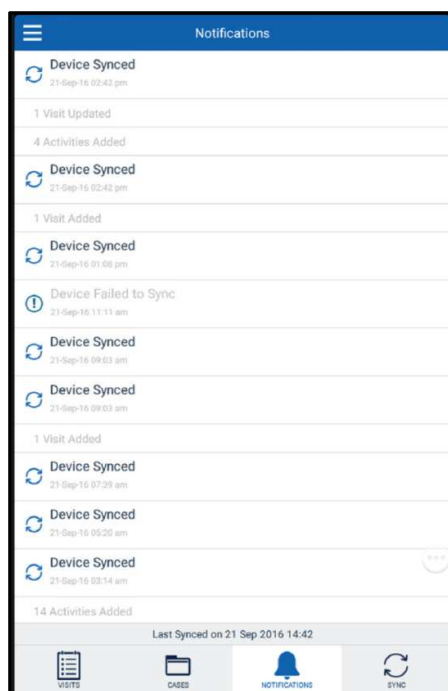 Notifications
Device Synced
21-Sep-16 02:42 pm
1 Visit Updated
4 Activities Added
Device Synced
21-Sep-16 02:42 pm
1 Visit Added
Device Synced
21-Sep-16 01:08 pm
Device Failed to Sync
21-Sep-16 11:11 am
Device Synced
21-Sep-16 09:03 am
Device Synced
21-Sep-16 09:03 am
1 Visit Added
Device Synced
21-Sep-16 07:29 am
Device Synced
21-Sep-16 05:20 am
Device Synced
21-Sep-16 03:14 am
14 Activities Added
Last Synced on 21 Sep 2016 14:42
VISITS
CASES
NOTIFICATIONS
SYNC